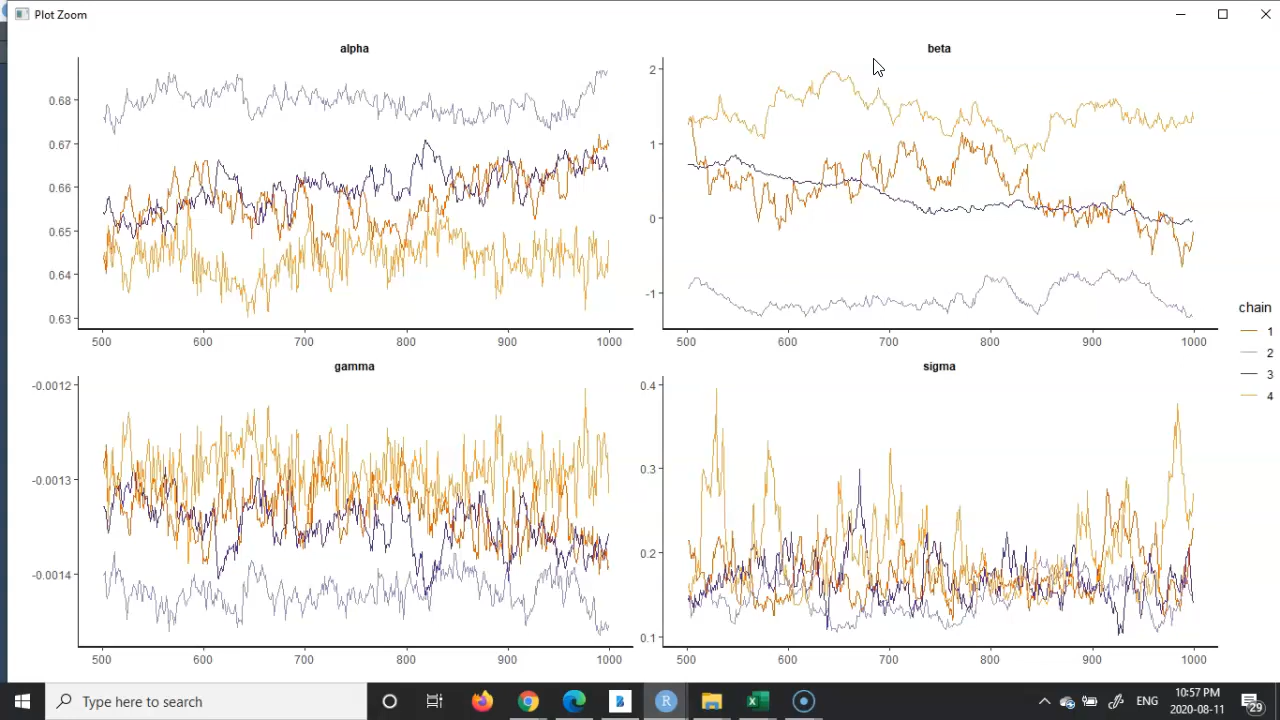 Plot Zoom
alpha
0.68
0.67
0.66
0.65
0.64
0.63
500 600 700 800 900 1000
beta
2
1
0
-1
500 600 700 800 900 1000
gamma
-0.0012
-0.0013
-0.0014
500 600 700 800 900 1000
sigma
0.4
0.3
0.2
0.1
500 600 700 800 900 1000
chain
1
2
3
4
Type here to search
B
R
X
ENG
10:57 PM
2020-08-11
29